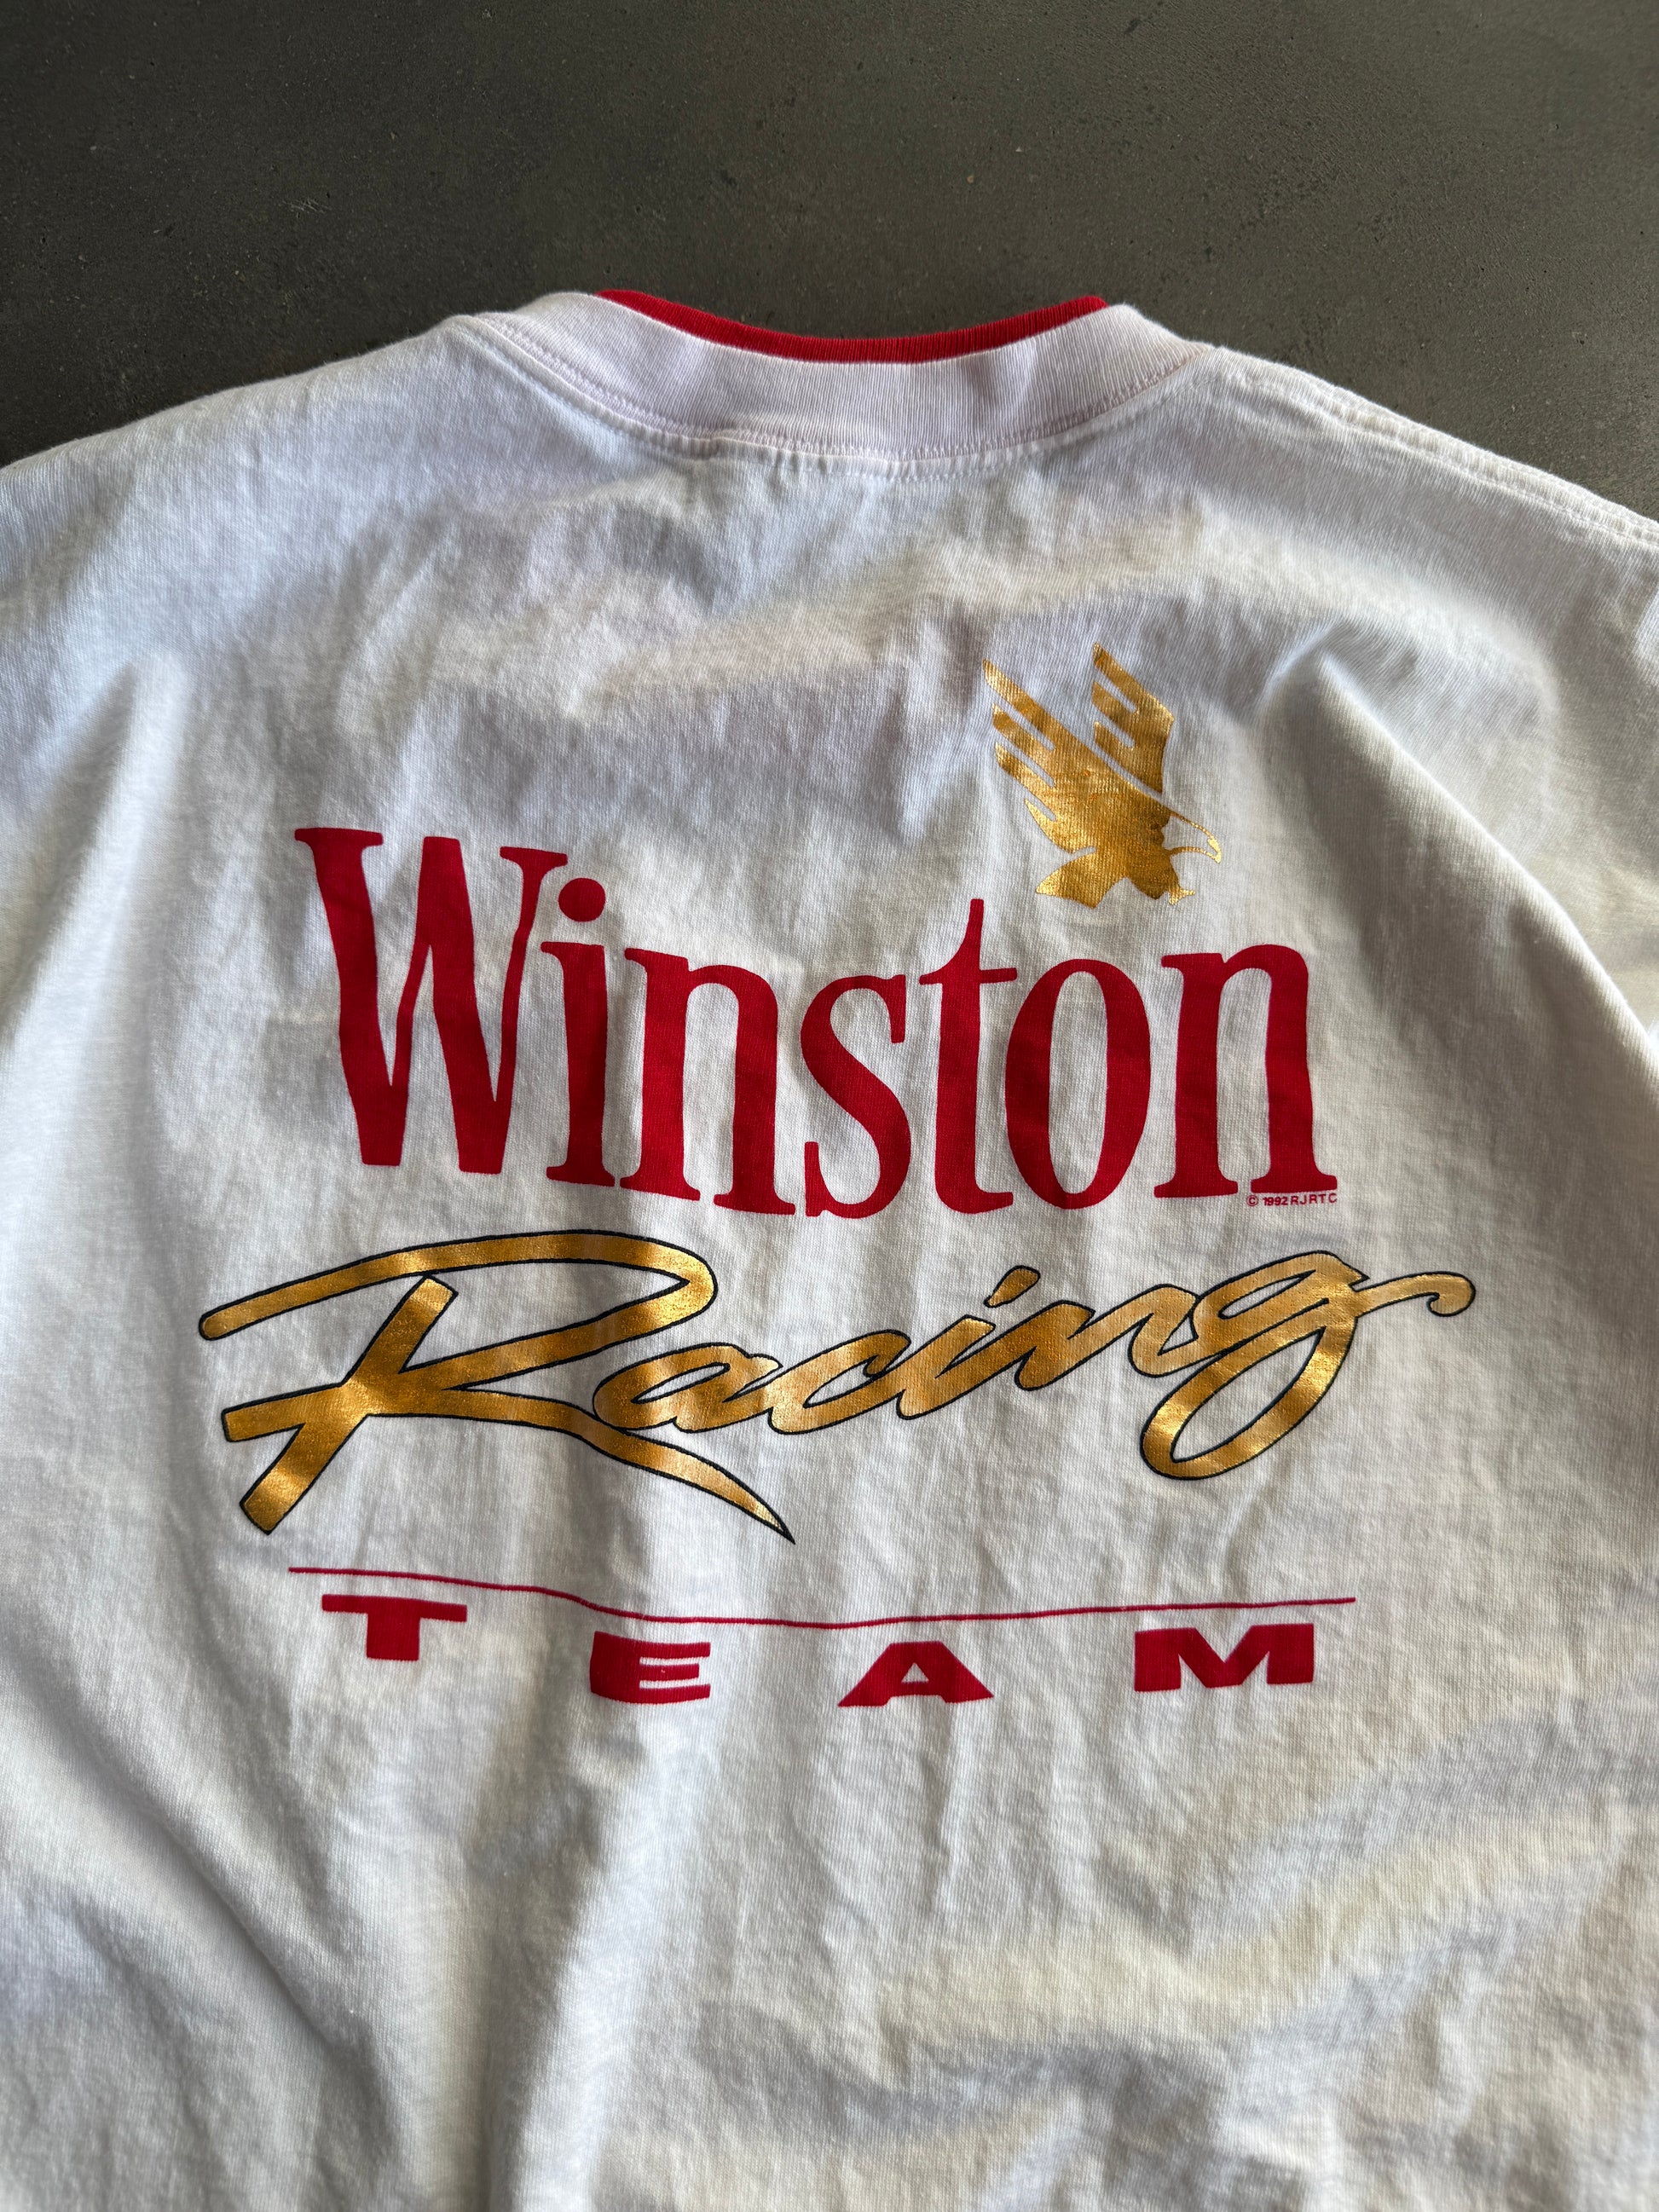 Winston
© 1992 RJRTC
Racing
TEAM